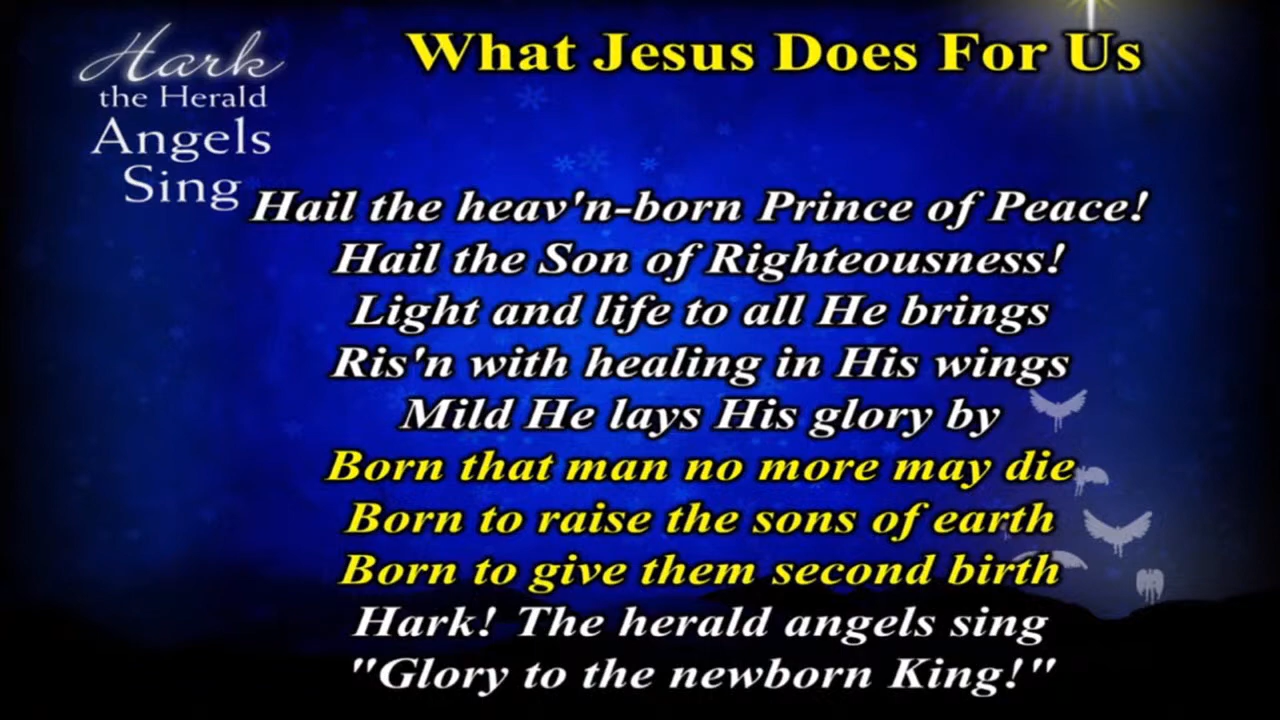 Hark
the Herald
Angels
Sing
What Jesus Does For Us
Hail the heav'n-born Prince of Peace!
Hail the Son of Righteousness!
Light and life to all He brings
Ris'n with healing in His wings
Mild He lays His glory by
Born that man no more may die
Born to raise the sons of earth
Born to give them second birth
Hark! The herald angels sing
"Glory to the newborn King!"